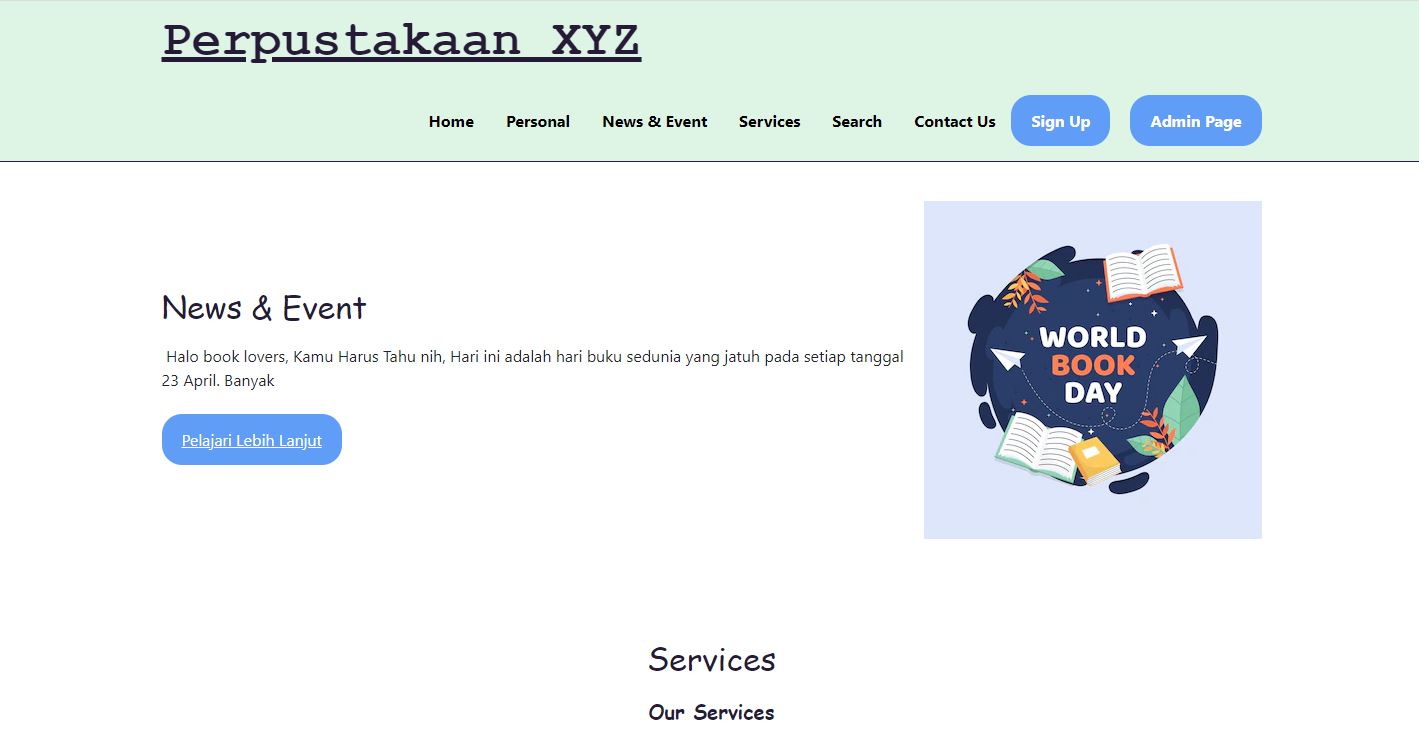 Perpustakaan XYZ
Home Personal News & Event Services Search Contact Us Sign Up Admin Page
News & Event
Halo book lovers, Kamu Harus Tahu nih, Hari ini adalah hari buku sedunia yang jatuh pada setiap tanggal
23 April. Banyak
Pelajari Lebih Lanjut
WORLD
BOOK
DAY
Services
Our Services